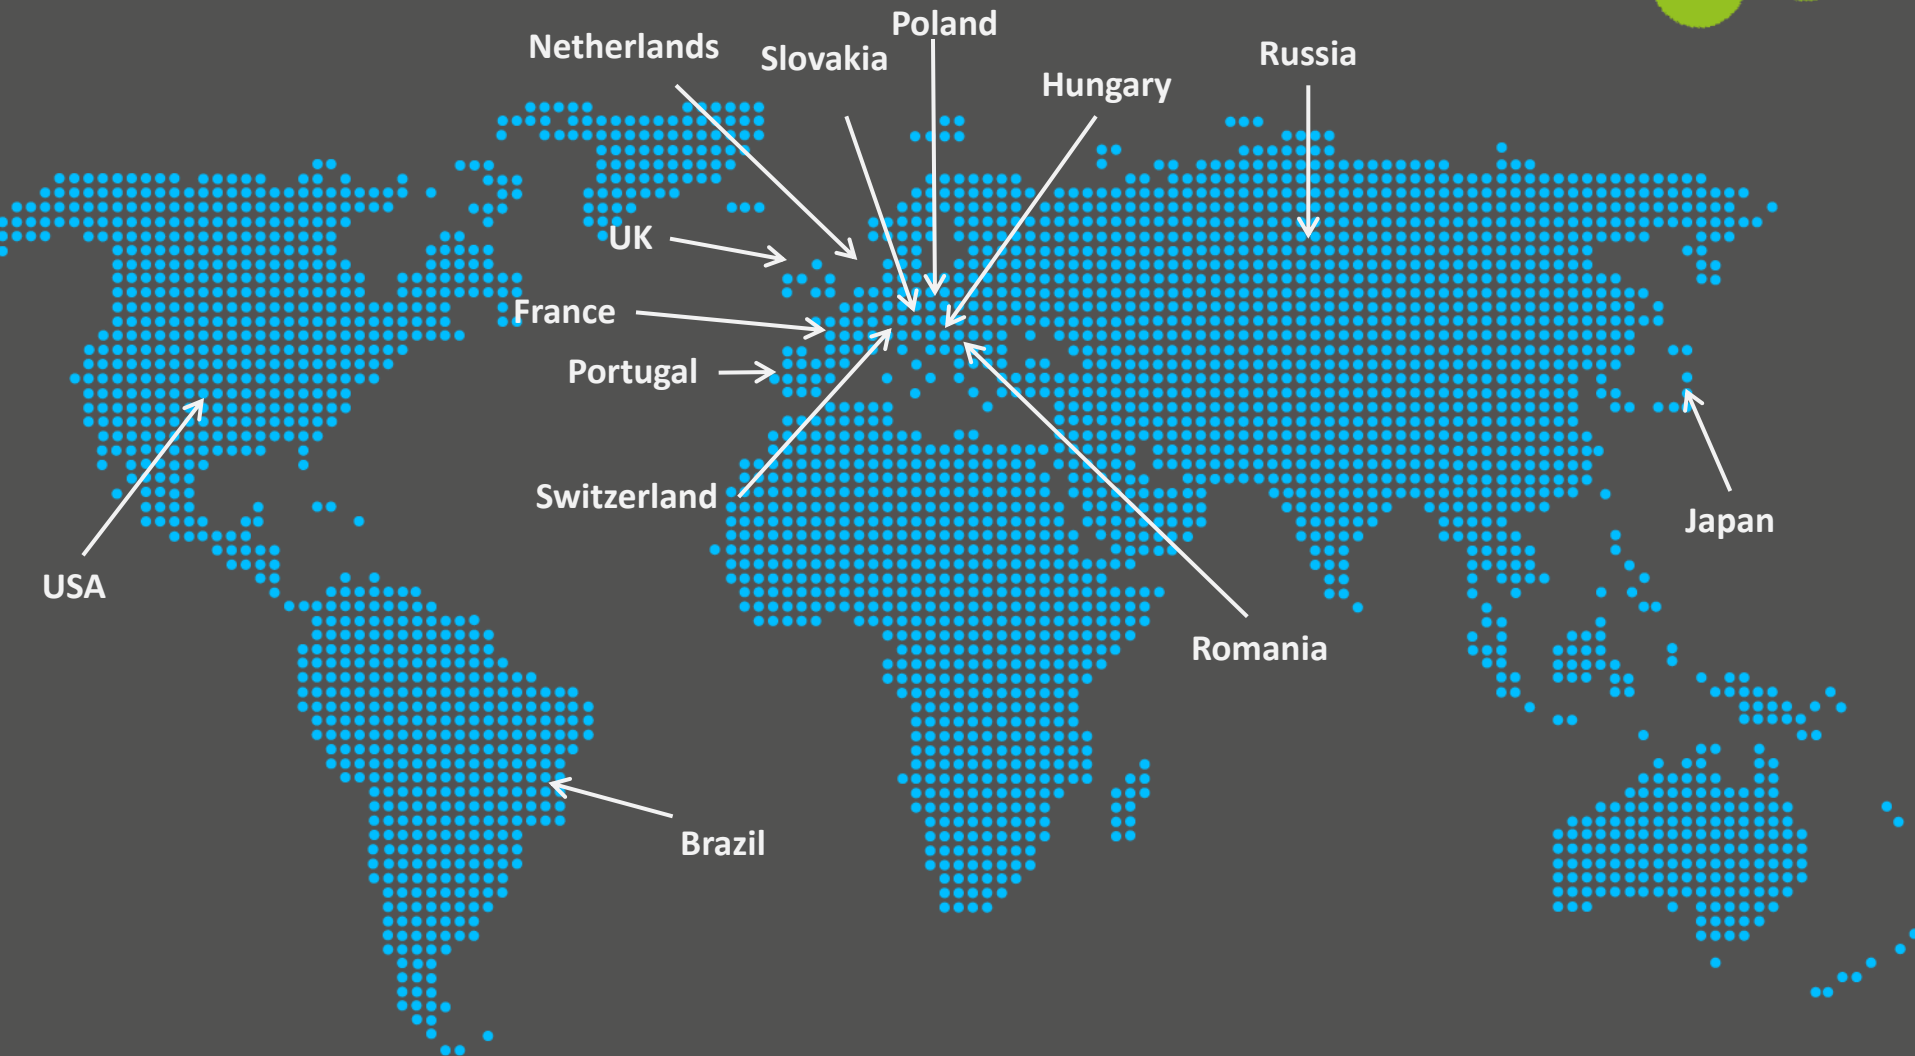 Poland
Netherlands
Slovakia
Russia
Hungary
UK
France
Portugal
Switzerland
Japan
USA
Romania
Brazil